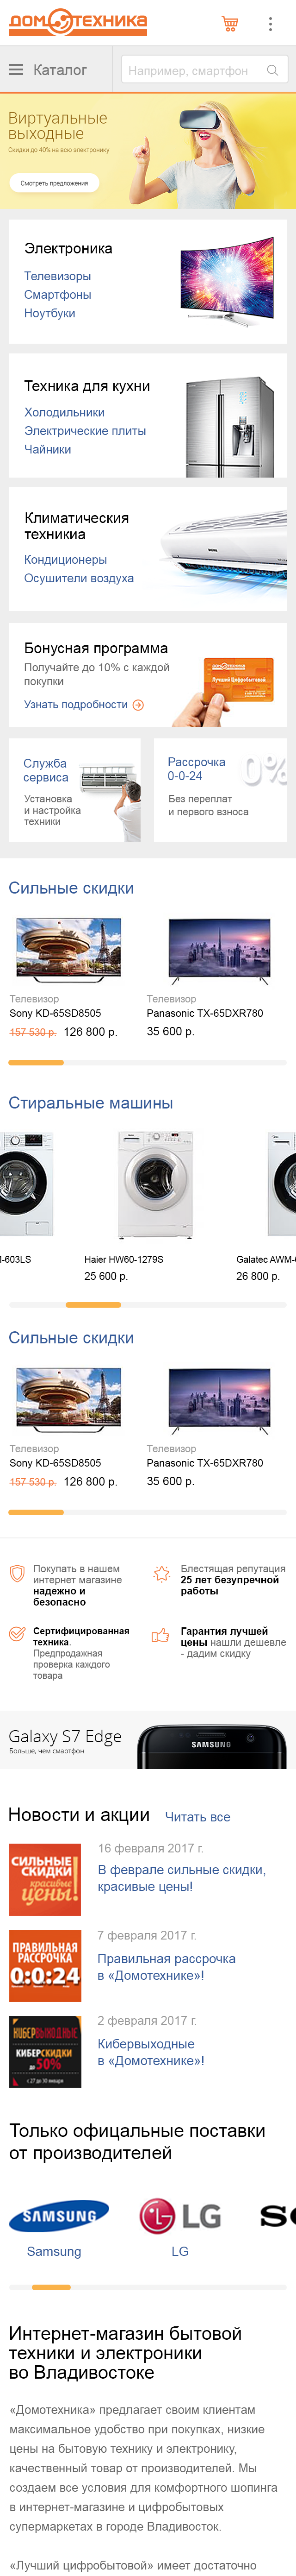 ДОМОТЕХНИКА
Каталог
Например, смартфон
Виртуальные
выходные
Скидки до 40% на всю электронику
Смотреть предложения
Электроника
Телевизоры
Смартфоны
Ноутбуки
Техника для кухни
Холодильники
Электрические плиты
Чайники
Климатическия
техникиа
Кондиционеры
Осушители воздуха
Бонусная программа
Получайте до 10% с каждой
покупки
Узнать подробности
ДОМОТЕХНИКА
Лучший Цифробытовой
Служба
сервиса
Установка
и настройка
техники
Рассрочка
0-0-24
0%
Без переплат
и первого взноса
Сильные скидки
Телевизор
Sony KD-65SD8505
157 530 р. 126 800 р.
Телевизор
Panasonic TX-65DXR780
35 600 р.
Стиральные машины
-603LS
Haier HW60-1279S
25 600 р.
Galatec AWM-
26 800 р.
Сильные скидки
Телевизор
Sony KD-65SD8505
157 530 р. 126 800 р.
Телевизор
Panasonic TX-65DXR780
35 600 р.
Покупать в нашем
интернет магазине
надежно и
безопасно
Блестящая репутация
25 лет безупречной
работы
Сертифицированная
техника.
Предпродажная
проверка каждого
товара
Гарантия лучшей
цены нашли дешевле
- дадим скидку
Galaxy S7 Edge
Больше, чем смартфон
SAMSUNG
Новости и акции Читать все
СИЛЬНЫЕ
СКИДКИ
красивые
цены!
16 февраля 2017 г.
В феврале сильные скидки,
красивые цены!
ПРАВИЛЬНАЯ
РАССРОЧКА
0:0:24
7 февраля 2017 г.
Правильная рассрочка
в «Домотехнике»!
КИБЕРВЫХОДНЫЕ
КИБЕРСКИДКИ
до 50%
с 27 до 30 января
2 февраля 2017 г.
Кибервыходные
в «Домотехнике»!
Только офицальные поставки
от производителей
SAMSUNG
LG
SO
Samsung
LG
Интернет-магазин бытовой
техники и электроники
во Владивостоке
«Домотехника» предлагает своим клиентам
максимальное удобство при покупках, низкие
цены на бытовую технику и электронику,
качественный товар от производителей. Мы
создаем все условия для комфортного шопинга
в интернет-магазине и цифробытовых
супермаркетах в городе Владивосток.
«Лучший цифробытовой» имеет достаточно